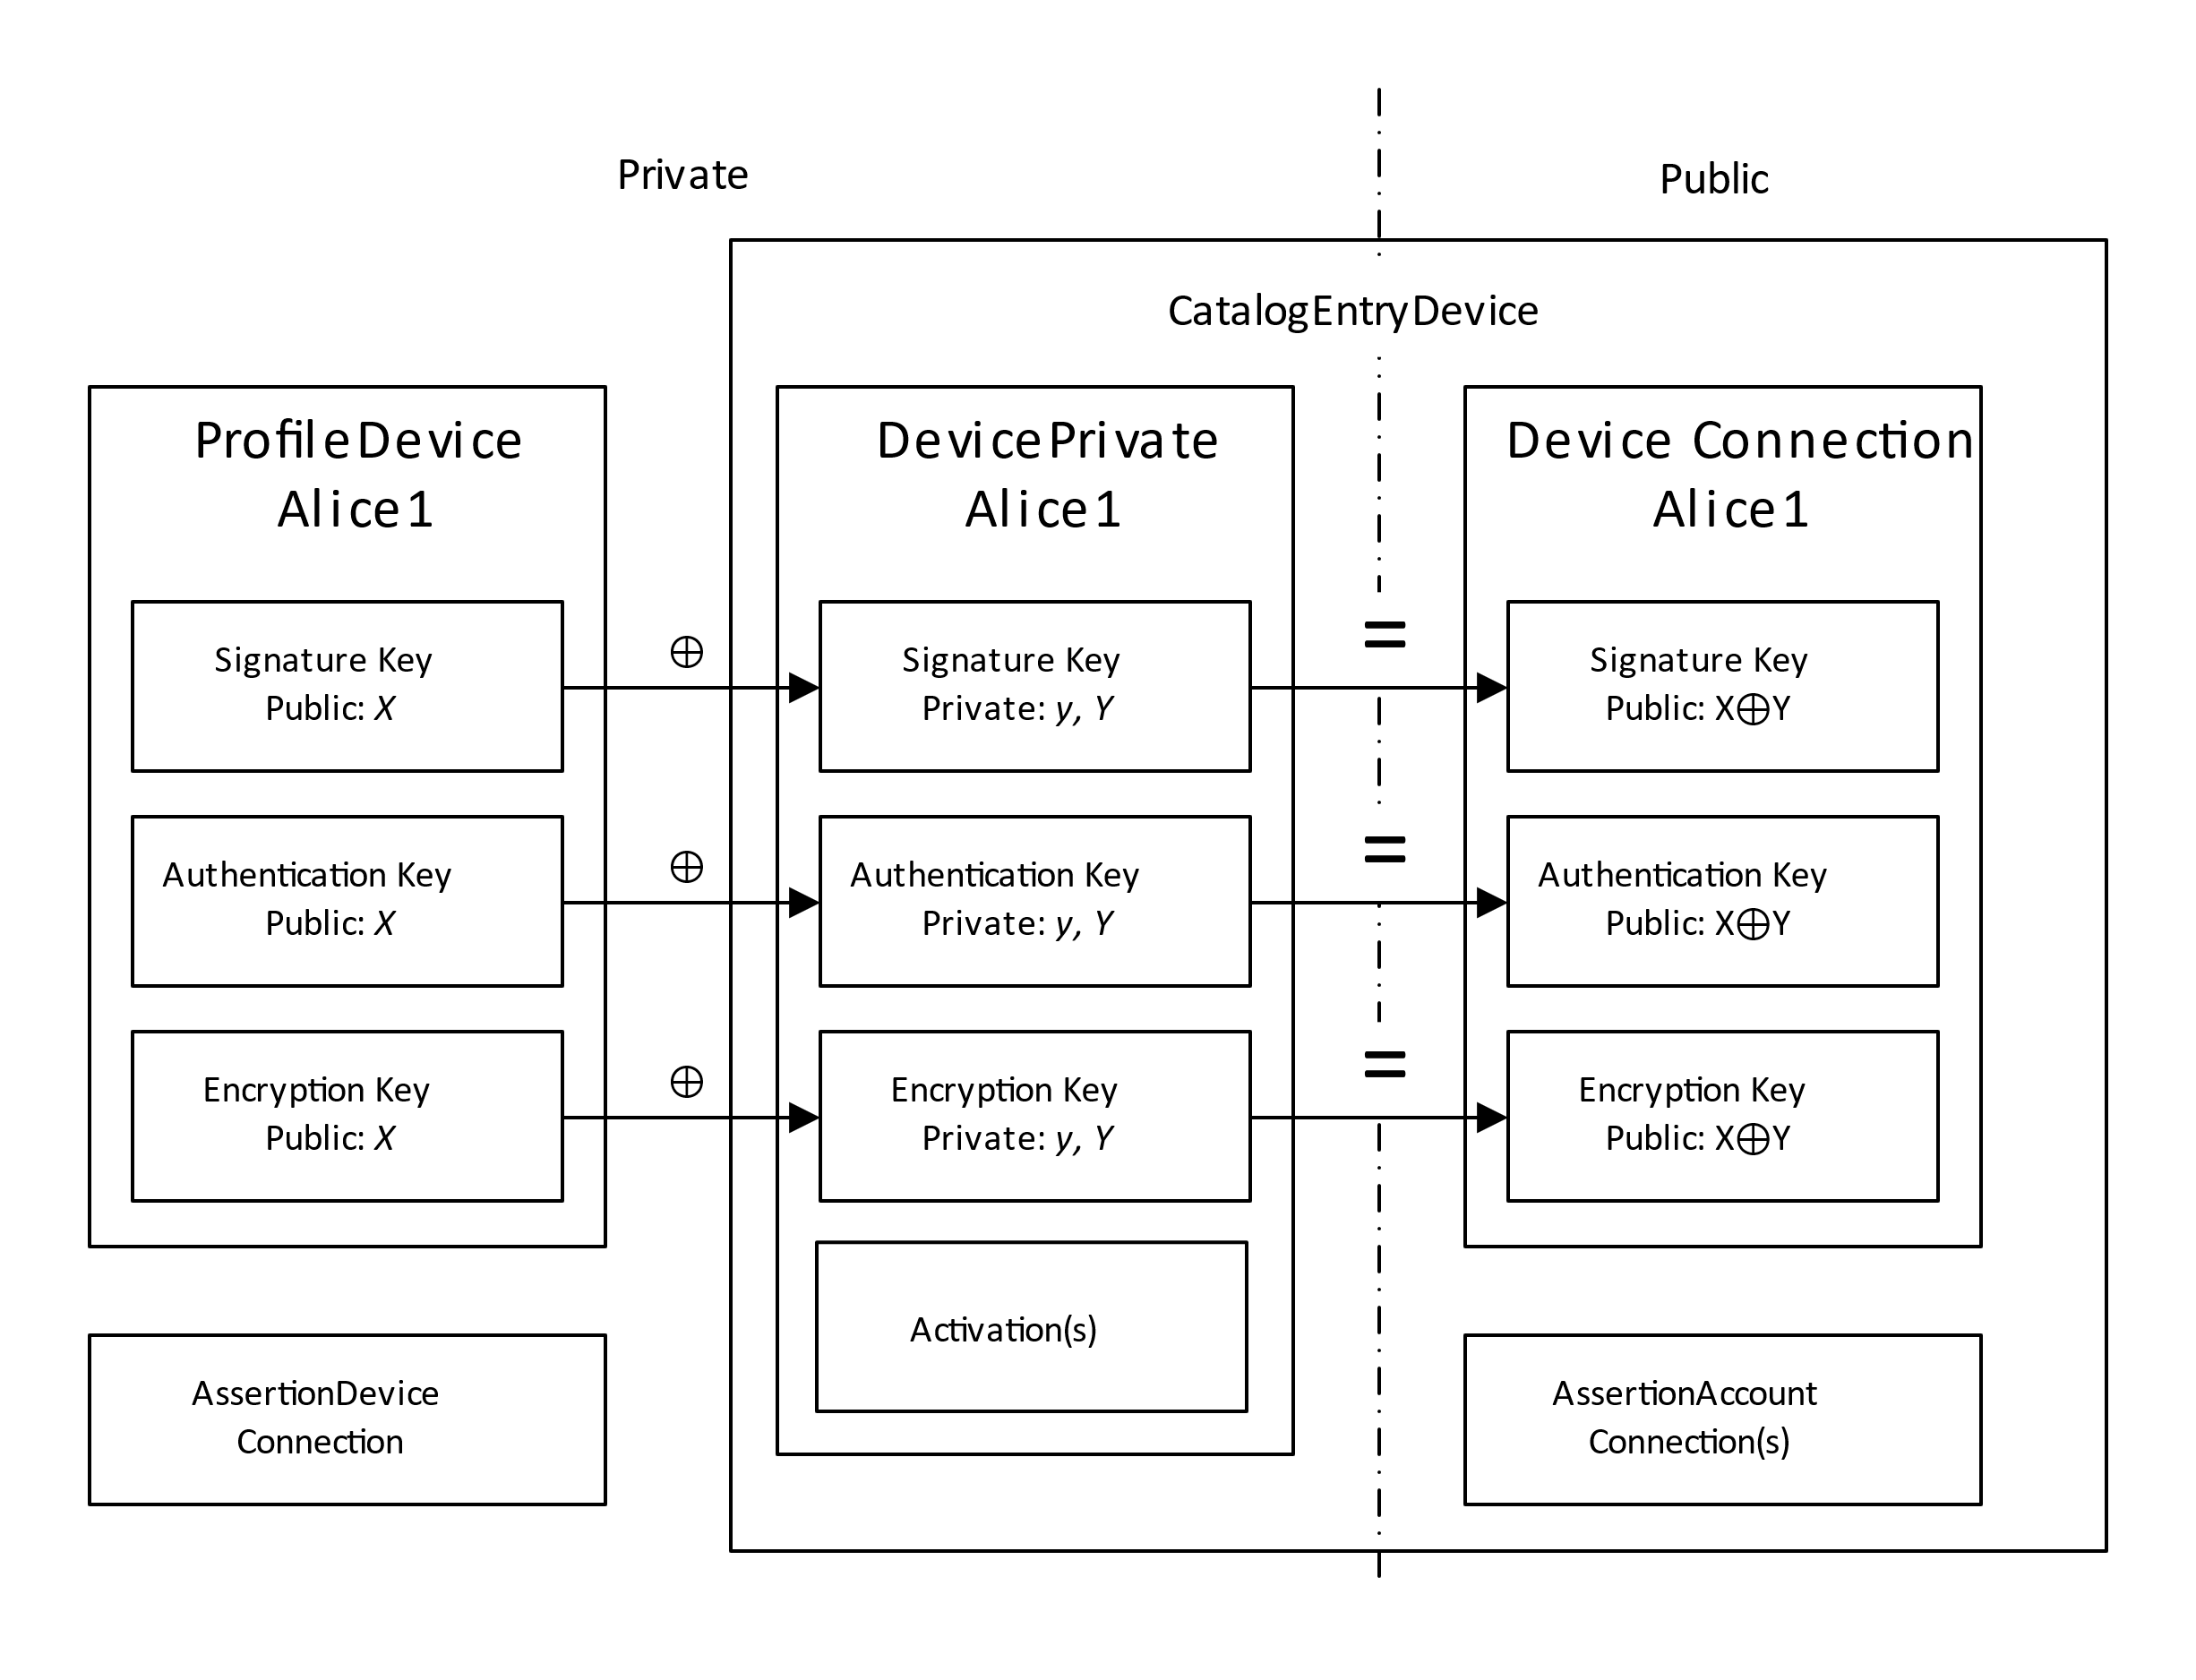 Private
Public
CatalogEntryDevice
ProfileDevice
Alice1
Signature Key
Public: X
Authentication Key
Public: X
Encryption Key
Public: X
AssertionDevice
Connection
⊕
⊕
⊕
DevicePrivate
Alice1
Signature Key
Private: y, Y
Authentication Key
Private: y, Y
Encryption Key
Private: y, Y
Activation(s)
=
=
=
Device Connection
Alice1
Signature Key
Public: X⊕Y
Authentication Key
Public: X⊕Y
Encryption Key
Public: X⊕Y
AssertionAccount
Connection(s)